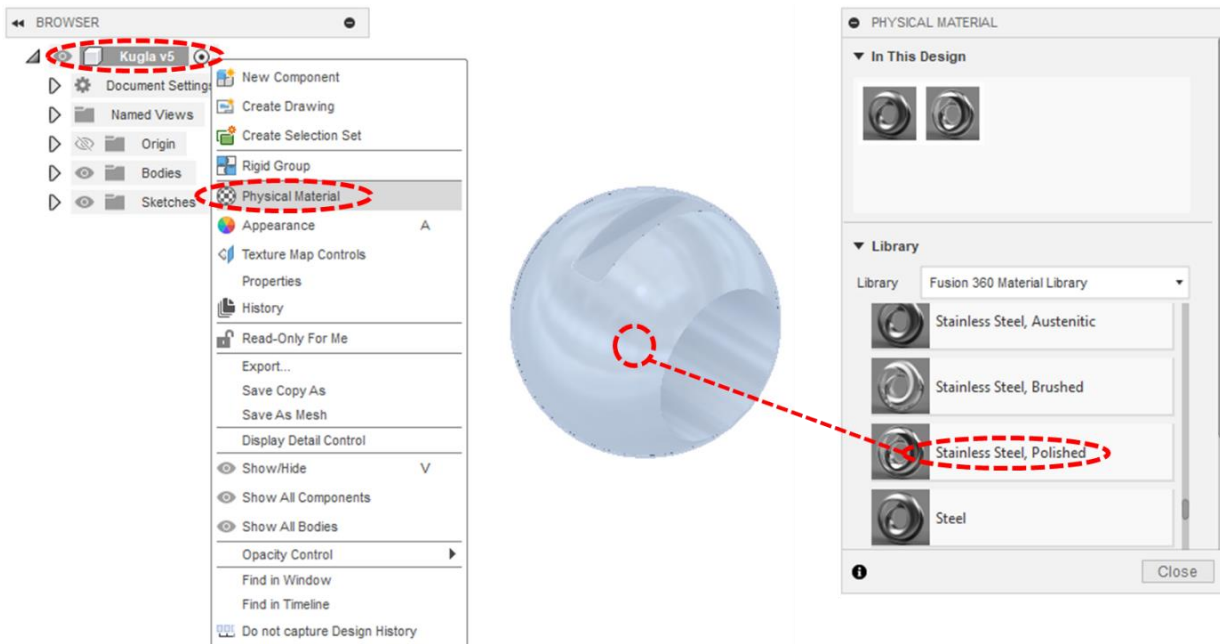 BROWSER
Kugla v5
Document Settings
Named Views
Origin
Bodies
Sketches
New Component
Create Drawing
Create Selection Set
Rigid Group
Physical Material
Appearance A
Texture Map Controls
Properties
History
Read-Only For Me
Export...
Save Copy As
Save As Mesh
Display Detail Control
Show/Hide V
Show All Components
Show All Bodies
Opacity Control
Find in Window
Find in Timeline
Do not capture Design History
PHYSICAL MATERIAL
In This Design
Library
Library Fusion 360 Material Library
Stainless Steel, Austenitic
Stainless Steel, Brushed
Stainless Steel, Polished
Steel
Close